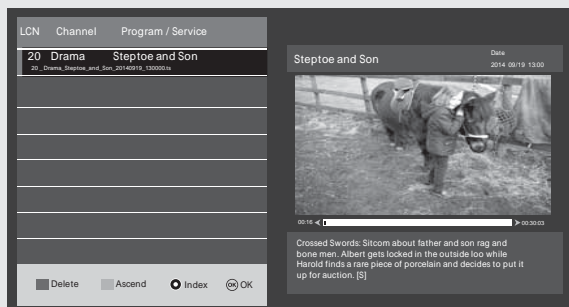 LCN Channel Program / Service
20 Drama Steptoe and Son
20_ Drama_Steptoe_and_Son_20140919_130000.ts
Delete Ascend Index OK OK
Steptoe and Son
Date
2014 09/19 13:00
00:16 00:30:03
Crossed Swords: Sitcom about father and son rag and
bone men. Albert gets locked in the outside loo while
Harold finds a rare piece of porcelain and decides to put it
up for auction. [S]